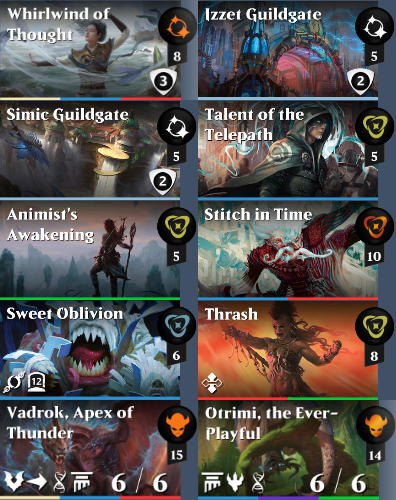 Whirlwind of
Thought
8
3
Izzet Guildgate
5
2
Simic Guildgate
5
2
Talent of the
Telepath
5
Animist's
Awakening
5
Stitch in Time
10
Sweet Oblivion
6
12
Thrash
8
Vadrok, Apex of
Thunder
15
6 / 6
Otrimi, the Ever-
Playful
14
6 / 6